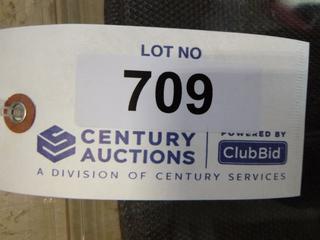 LOT NO
709
CENTURY AUCTIONS
POWERED BY
ClubBid
A DIVISION OF CENTURY SERVICES